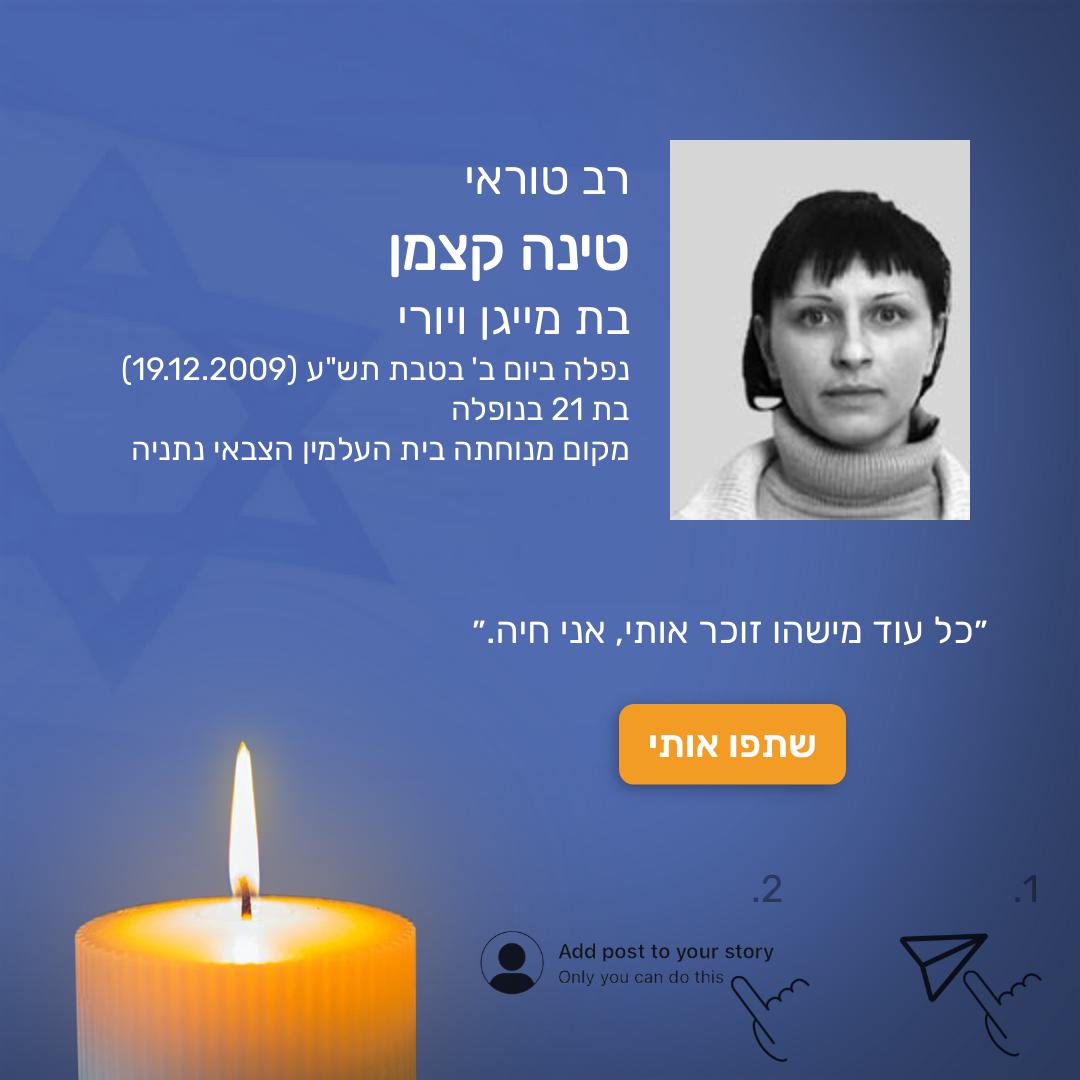 רב טוראי
טינה קצמן
בת מייגן ויורי
נפלה ביום ב' בטבת תש"ע (19.12.2009)
בת 21 בנופלה
מקום מנוחתה בית העלמין הצבאי נתניה
״כל עוד מישהו זוכר אותי, אני חיה.״
שתפו אותי
1.
2.
Add post to your story
Only you can do this